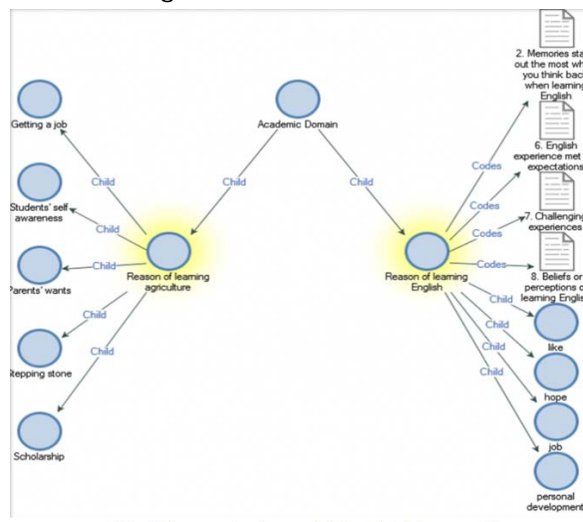 Getting a job
Students' self
awareness
Parents' wants
Stepping stone
Scholarship
Academic Domain
Child
Child
Reason of learning
agriculture
Child
Child
Child
Child
Child
Reason of learning
English
Codes
Codes
Codes
Codes
Child
Child
Child
Child
2. Memories sta
out the most wh
you think back
when learning
English
6. English
experience met
expectations
7. Challenging
experiences
8. Beliefs or
perceptions o
learning English
like
hope
job
personal
development